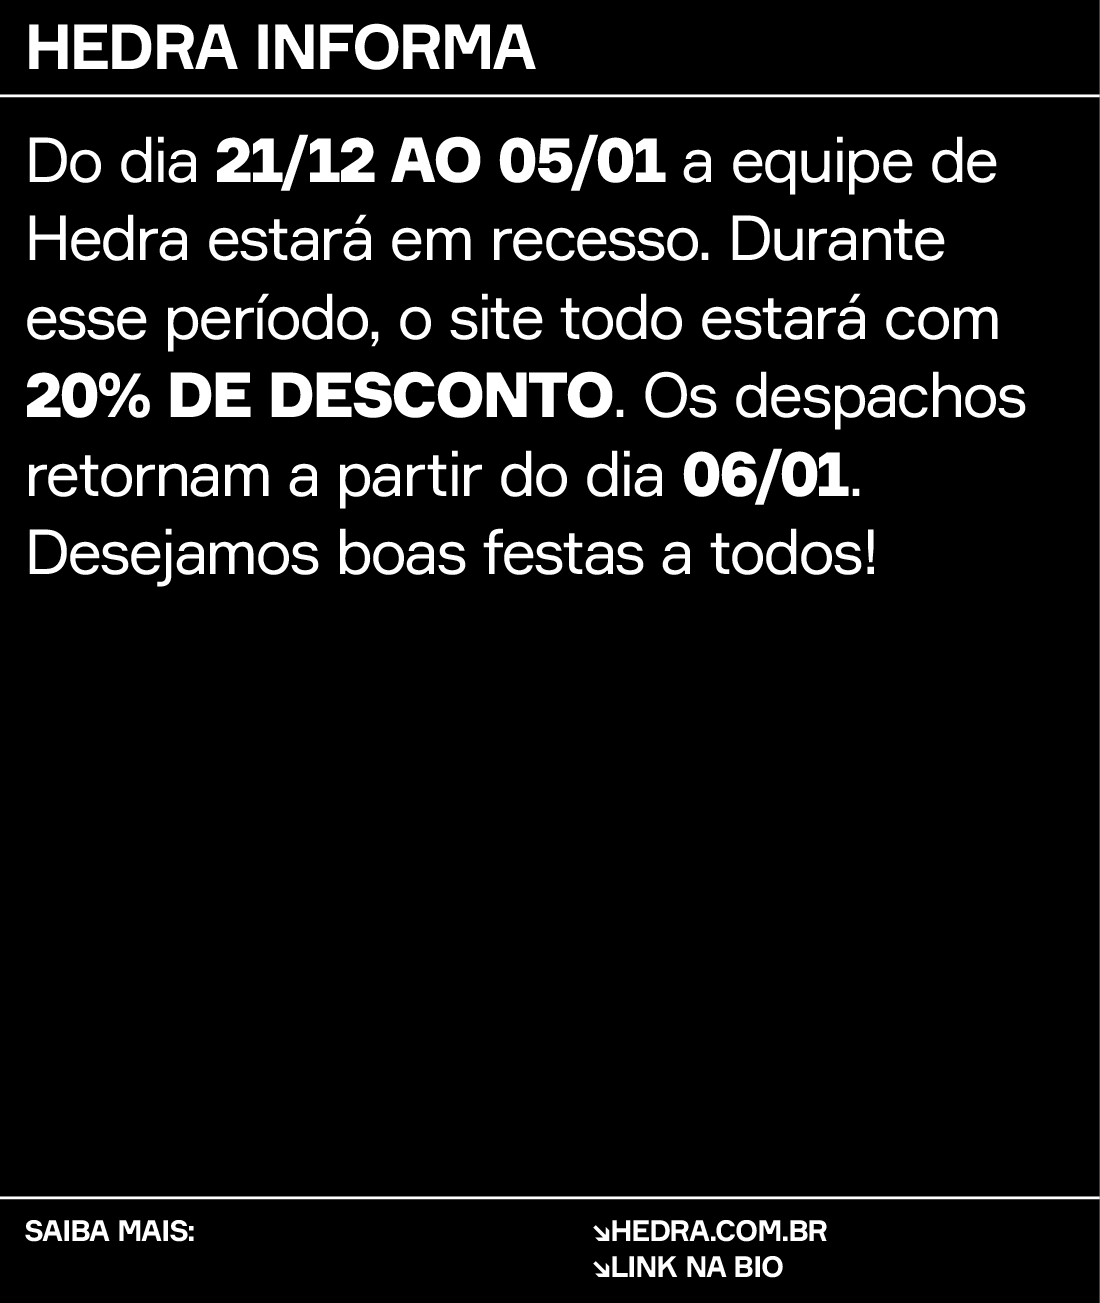 HEDRA INFORMA
Do dia 21/12 AO 05/01 a equipe de
Hedra estará em recesso. Durante
esse período, o site todo estará com
20% DE DESCONTO. Os despachos
retornam a partir do dia 06/01.
Desejamos boas festas a todos!
SAIBA MAIS:
↘HEDRA.COM.BR
↘LINK NA BIO